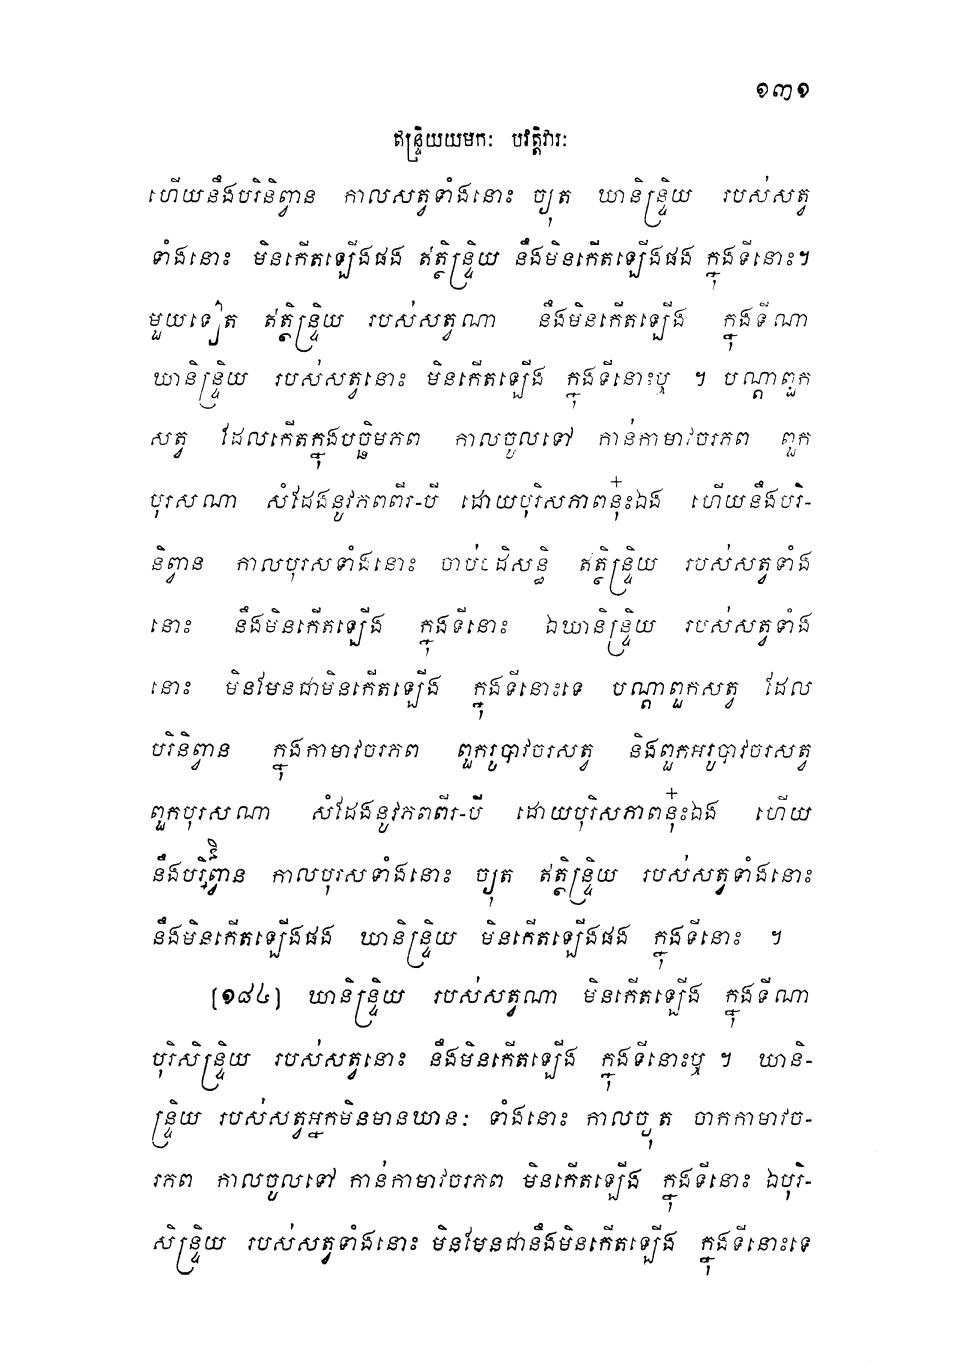 ១៣១
ឥន្ទ្រិយយមកៈ បវត្តិវារៈ
ហើយនឹងបរិនិព្វាន កាលសត្វទាំងនោះ ច្យុត ឃានិន្ទ្រិយ របស់សត្វ
ទាំងនោះ មិនកើតឡើងផង ឥត្ថិន្ទ្រិយ នឹងមិនកើតឡើងផង ក្នុងទីនោះ។
មួយទៀត ឥត្ថិន្ទ្រិយ របស់សត្វណា នឹងមិនកើតឡើង ក្នុងទីណា
ឃានិន្ទ្រិយ របស់សត្វនោះ មិនកើតឡើង ក្នុងទីនោះឬ ។ បណ្តាពួក
សត្វ ដែលកើតក្នុងបច្ឆិមភព កាលចូលទៅ កាន់កាមាវចរភព ពួក
បុរសណា សំដែងនូវភពពីរ-បី ដោយបុរិសភាពនុ៎ះឯង ហើយនឹងបរិ-
និព្វាន កាលបុរសទាំងនោះ ចាប់បដិសន្ធិ ឥត្ថិន្ទ្រិយ របស់សត្វទាំង
នោះ នឹងមិនកើតឡើង ក្នុងទីនោះ ឯឃានិន្ទ្រិយ របស់សត្វទាំង
នោះ មិនមែនជាមិនកើតឡើង ក្នុងទីនោះទេ បណ្តាពួកសត្វ ដែល
បរិនិព្វាន ក្នុងកាមាវចរភព ពួករូបាវចរសត្វ និងពួកអរូបាវចរសត្វ
ពួកបុរសណា សំដែងនូវភពពីរ-បី ដោយបុរិសភាពនុ៎ះឯង ហើយ
នឹងបរិនិព្វាន កាលបុរសទាំងនោះ ច្យុត ឥត្ថិន្ទ្រិយ របស់សត្វទាំងនោះ
នឹងមិនកើតឡើងផង ឃានិន្ទ្រិយ មិនកើតឡើងផង ក្នុងទីនោះ ។
[១៨៤] ឃានិន្ទ្រិយ របស់សត្វណា មិនកើតឡើង ក្នុងទីណា
បុរិសិន្ទ្រិយ របស់សត្វនោះ នឹងមិនកើតឡើង ក្នុងទីនោះឬ ។ ឃានិ-
ន្ទ្រិយ របស់សត្វអ្នកមិនមានឃានៈ ទាំងនោះ កាលច្យុត ចាកកាមាវច-
រភព កាលចូលទៅ កាន់កាមាវចរភព មិនកើតឡើង ក្នុងទីនោះ ឯបុរិ-
សិន្ទ្រិយ របស់សត្វទាំងនោះ មិនមែនជានឹងមិនកើតឡើង ក្នុងទីនោះទេ